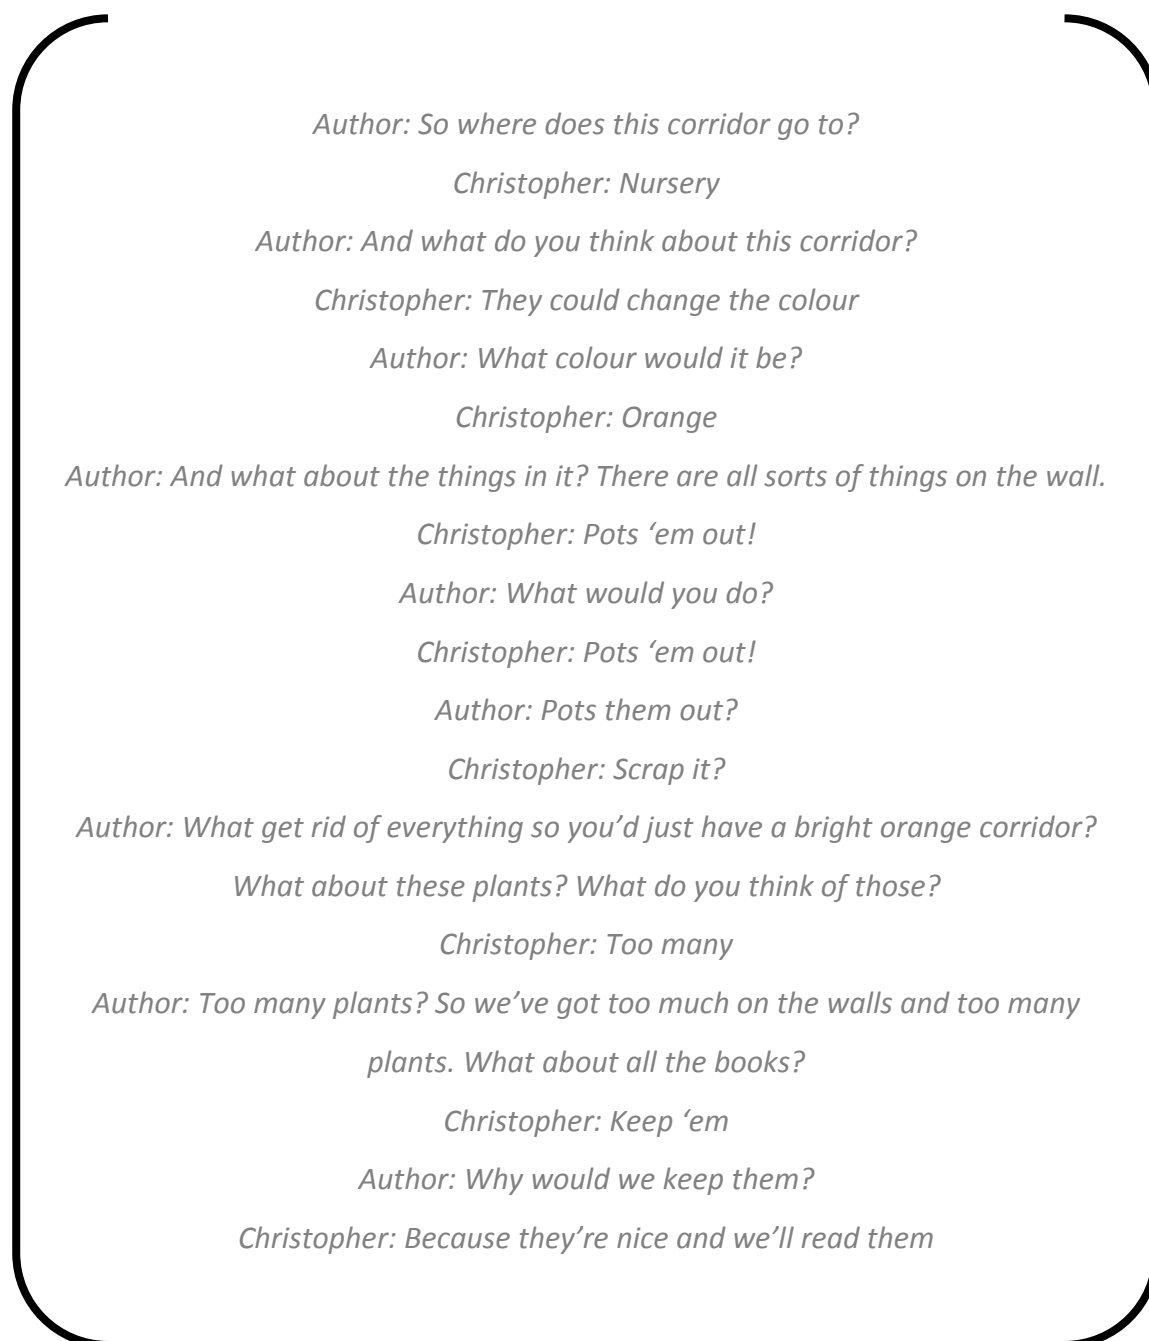 Author: So where does this corridor go to?
Christopher: Nursery
Author: And what do you think about this corridor?
Christopher: They could change the colour
Author: What colour would it be?
Christopher: Orange
Author: And what about the things in it? There are all sorts of things on the wall.
Christopher: Pots ‘em out!
Author: What would you do?
Christopher: Pots ‘em out!
Author: Pots them out?
Christopher: Scrap it?
Author: What get rid of everything so you’d just have a bright orange corridor?
What about these plants? What do you think of those?
Christopher: Too many
Author: Too many plants? So we’ve got too much on the walls and too many
plants. What about all the books?
Christopher: Keep ‘em
Author: Why would we keep them?
Christopher: Because they’re nice and we’ll read them